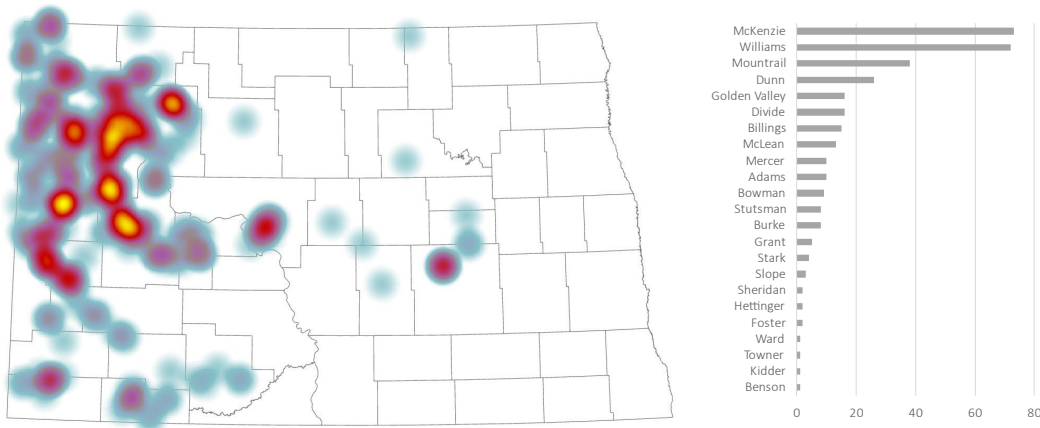 McKenzie
Williams
Mountrail
Dunn
Golden Valley
Divide
Billings
McLean
Mercer
Adams
Bowman
Stutsman
Burke
Grant
Stark
Slope
Sheridan
Hettinger
Foster
Ward
Towner
Kidder
Benson
0 20 40 60 80